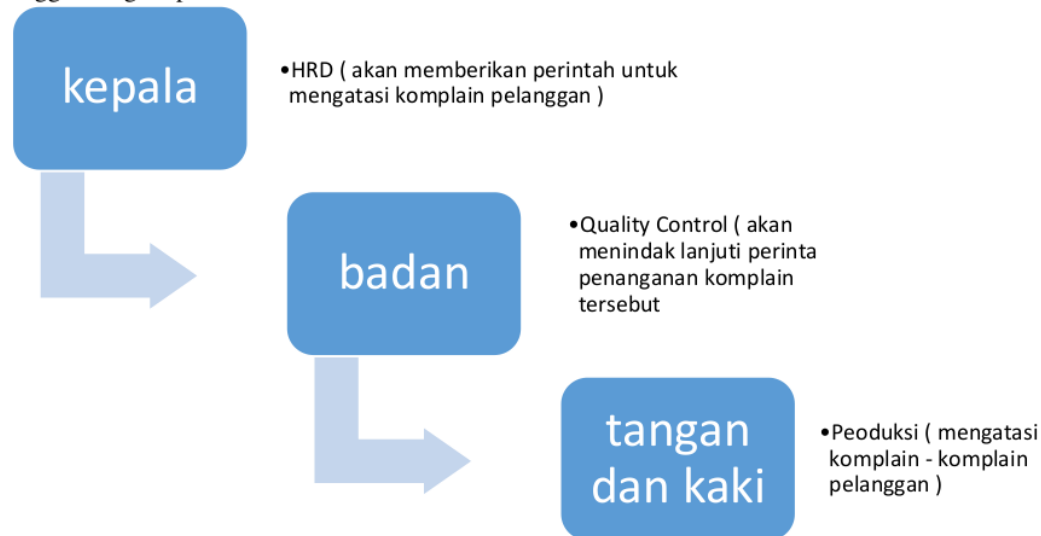 kepala
•HRD ( akan memberikan perintah untuk
mengatasi komplain pelanggan )
badan
•Quality Control ( akan
menindak lanjuti perinta
penanganan komplain
tersebut
tangan
dan kaki
•Peoduksi ( mengatasi
komplain - komplain
pelanggan )